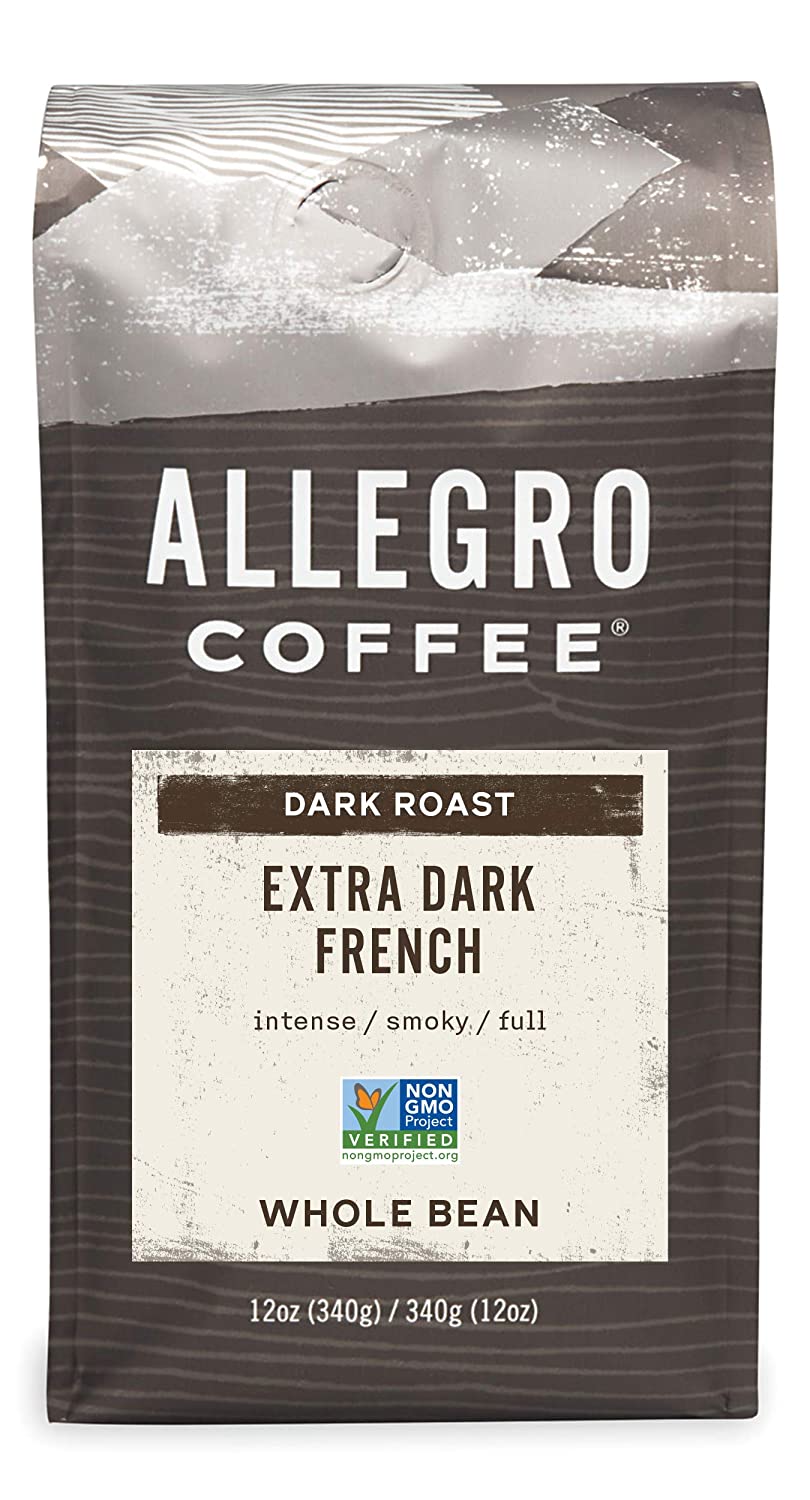 ALLEGRO
COFFEE®
DARK ROAST
EXTRA DARK
FRENCH
intense / smoky / full
NON
GMO
Project
VERIFIED
nongmoproject.org
WHOLE BEAN
12oz (340g) / 340g (12oz)